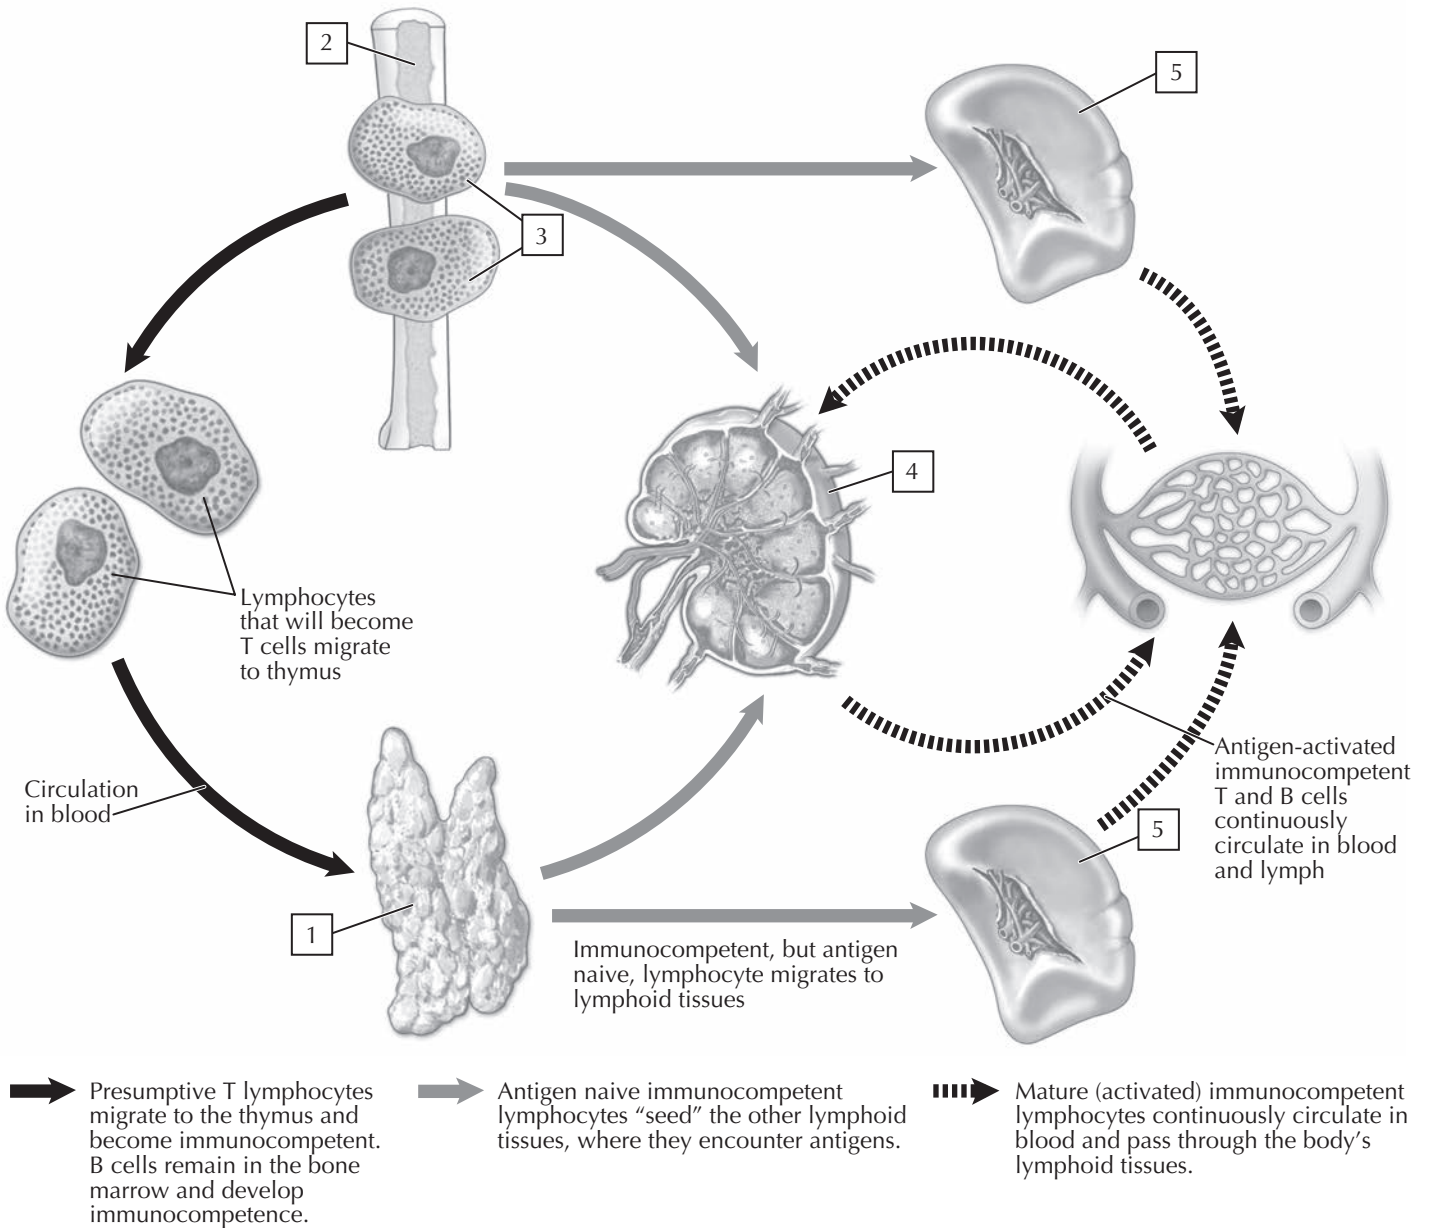 2
5
3
4
Lymphocytes
that will become
T cells migrate
to thymus
Circulation
in blood
Antigen-activated
immunocompetent
T and B cells
continuously
circulate in blood
and lymph
5
1
Immunocompetent, but antigen
naive, lymphocyte migrates to
lymphoid tissues
Presumptive T lymphocytes
migrate to the thymus and
become immunocompetent.
B cells remain in the bone
marrow and develop
immunocompetence.
Antigen naive immunocompetent
lymphocytes “seed” the other lymphoid
tissues, where they encounter antigens.
Mature (activated) immunocompetent
lymphocytes continuously circulate in
blood and pass through the body’s
lymphoid tissues.